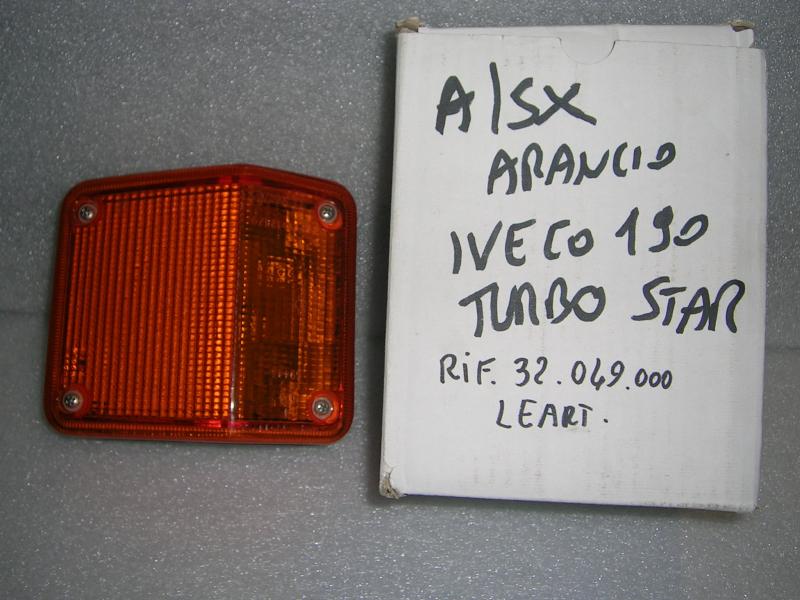 A/SX
ARANCIO
IVECO 190
TURBO STAR
RIF. 32.049.000
LEART.